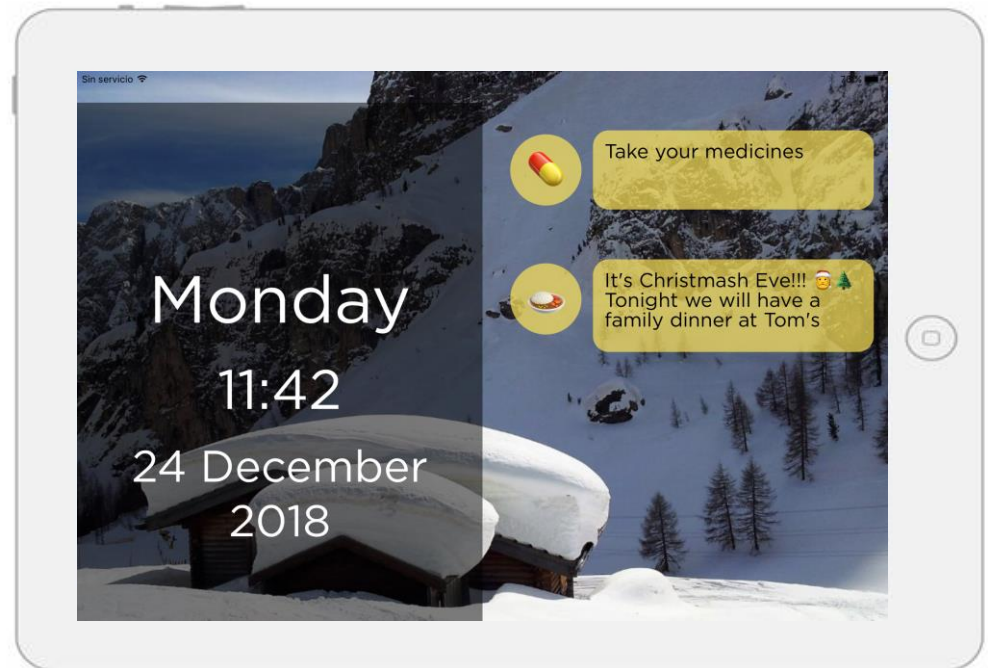 Sin servicio
Monday
11:42
24 December
2018
Take your medicines
It's Christmash Eve!!! 🎅🌲
Tonight we will have a
family dinner at Tom's